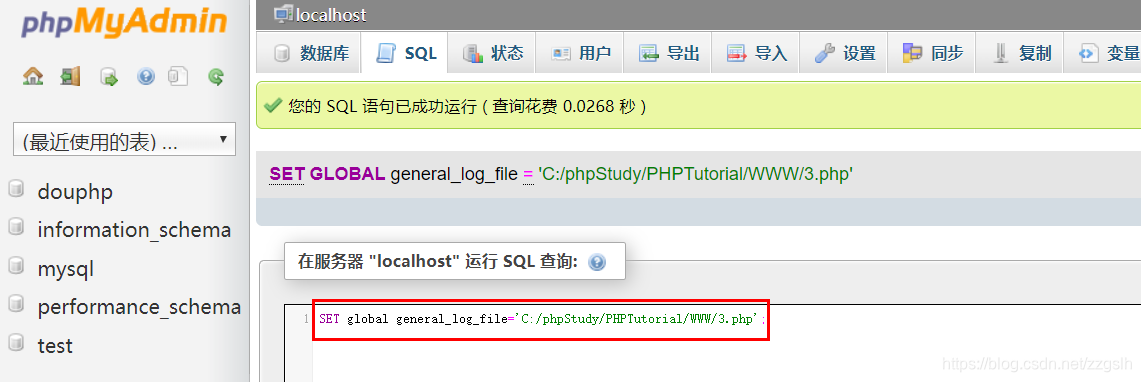 phpMyAdmin
localhost
数据库 SQL 状态 用户 导出 导入 设置 同步 复制 变量
您的 SQL 语句已成功运行 ( 查询花费 0.0268 秒 )
(最近使用的表) ...
SET GLOBAL general_log_file = 'C:/phpStudy/PHPTutorial/WWW/3.php'
douphp
information_schema
mysql
performance_schema
test
在服务器 "localhost" 运行 SQL 查询:
1 SET global general_log_file='C:/phpStudy/PHPTutorial/WWW/3.php';
https://blog.csdn.net/zzgslh